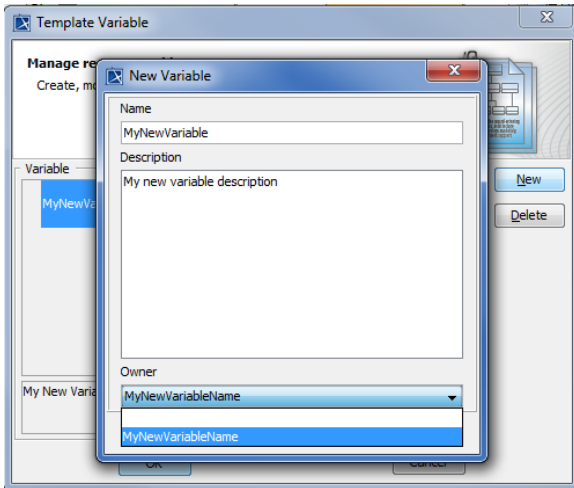 Template Variable
Manage re
Create, mo
New Variable
Name
MyNewVariable
Description
My new variable description
Variable
MyNewVa
New
Delete
Owner
MyNewVariableName
My New Varia
MyNewVariableName
OK
Cancel